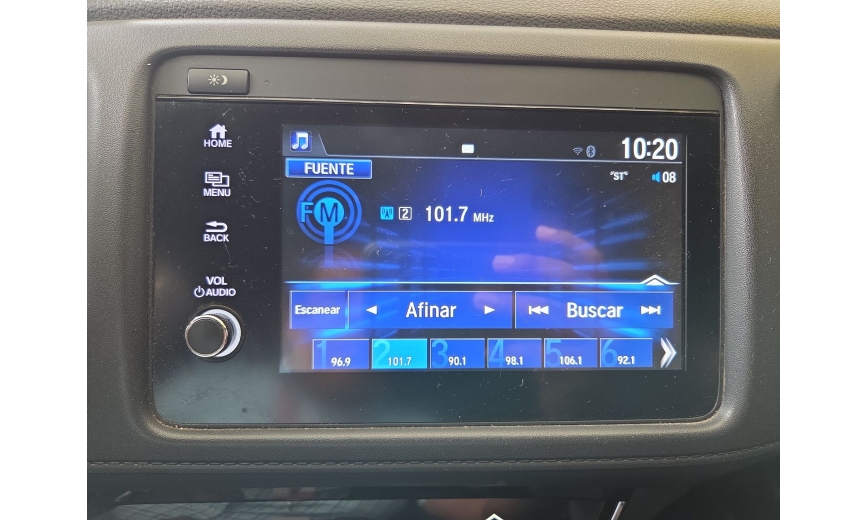 HOME
MENU
BACK
VOL
AUDIO
10:20
FUENTE
"ST"
08
FM
2 101.7 MHz
Escanear
Afinar
Buscar
1 96.9
2 101.7
3 90.1
4 98.1
5 106.1
6 92.1